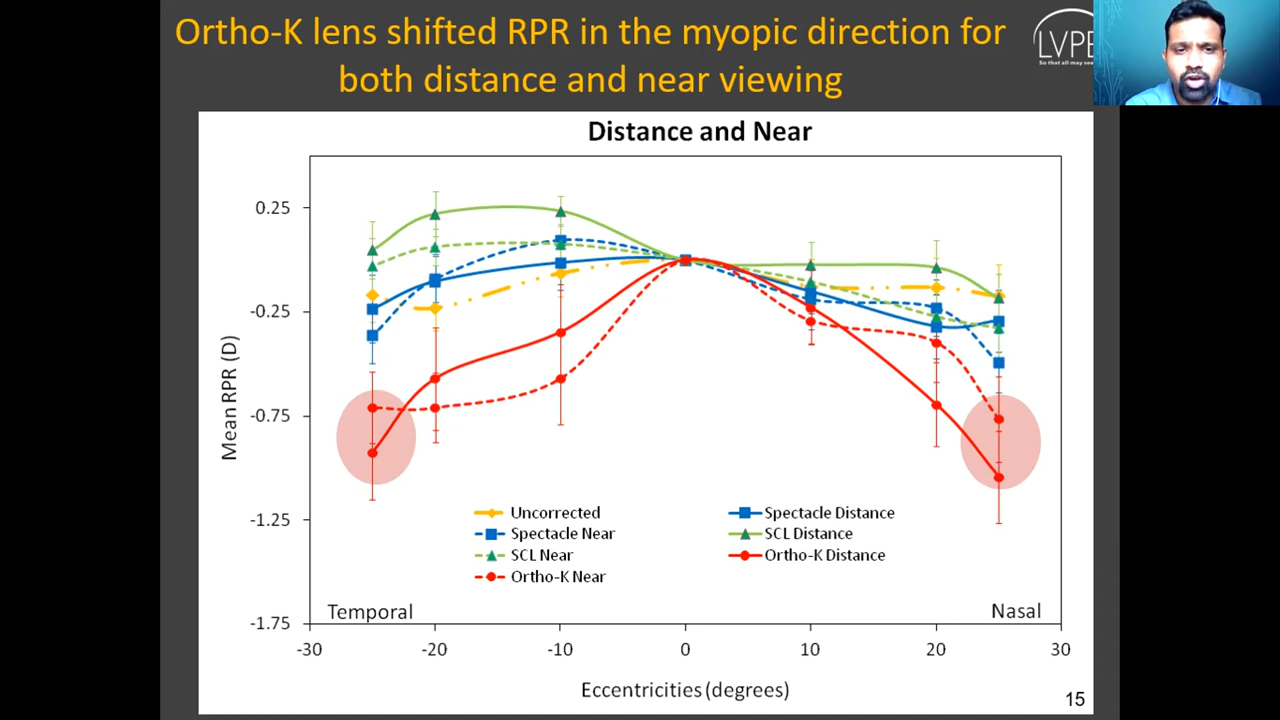 Ortho-K lens shifted RPR in the myopic direction for
both distance and near viewing
LVPE
So that all may see
Distance and Near
0.25
-0.25
-0.75
-1.25
-1.75
Mean RPR (D)
Uncorrected
Spectacle Distance
Spectacle Near
SCL Distance
SCL Near
Ortho-K Distance
Ortho-K Near
Temporal
Nasal
-30
-20
-10
0
10
20
30
Eccentricities (degrees)
15